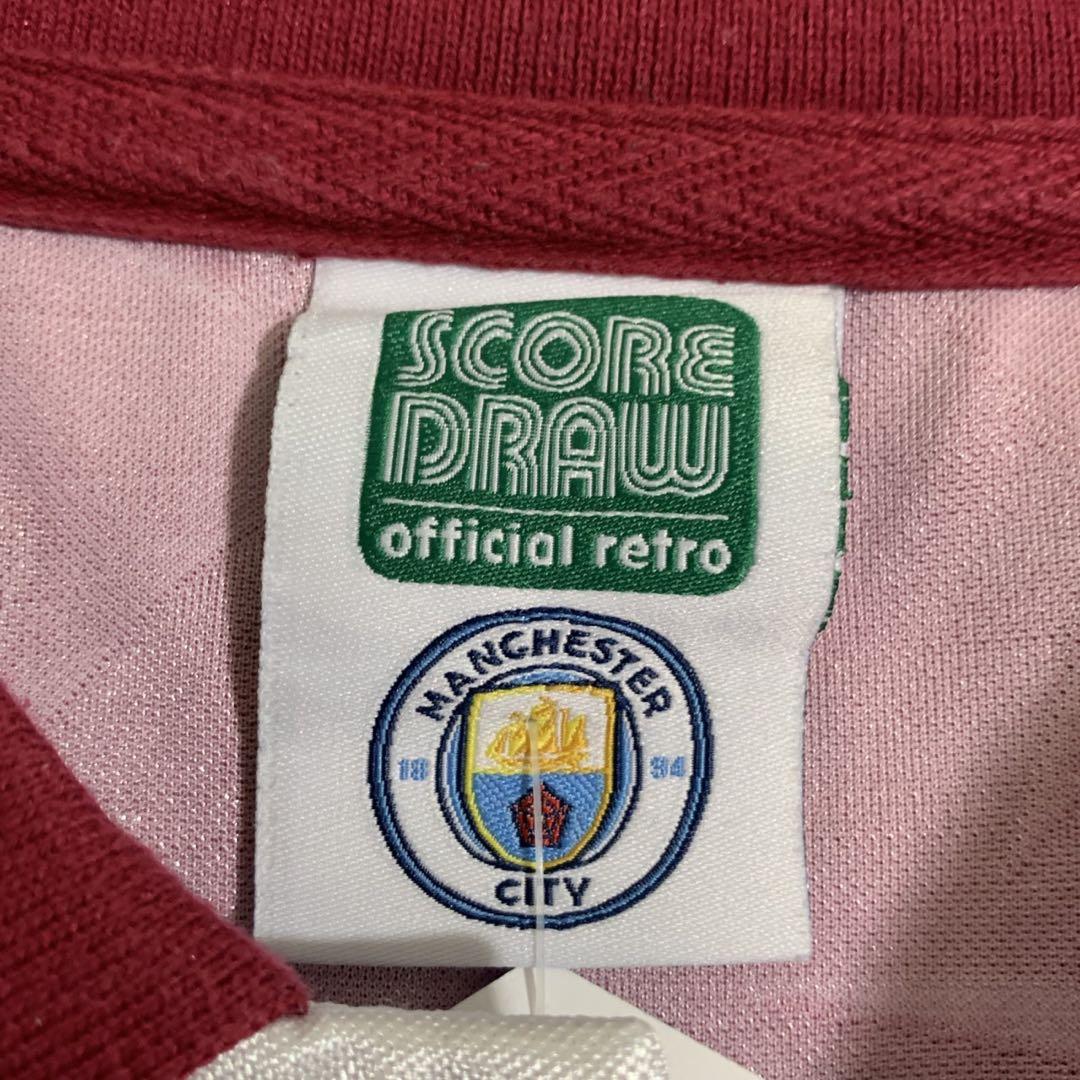 SCORE
DRAW
official retro
MANCHESTER
18 94
CITY